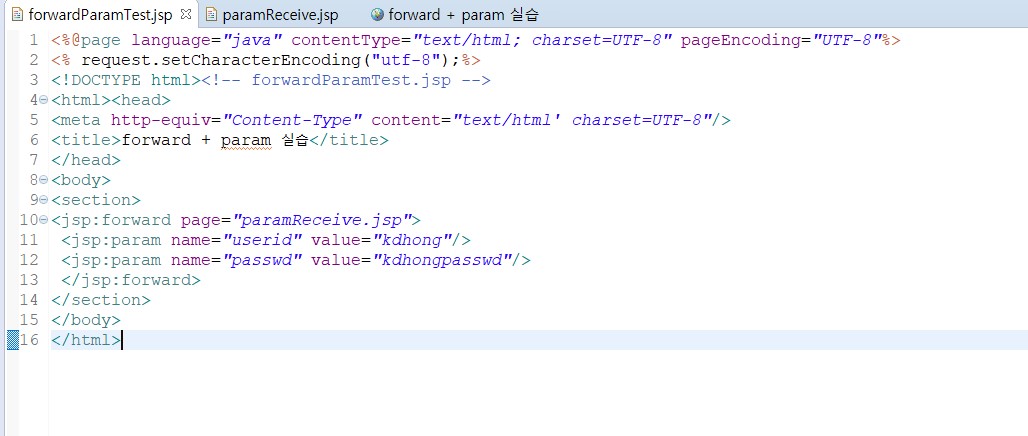 forwardParamTest.jsp paramReceive.jsp forward + param 실습
1 <%@page language="java" contentType="text/html; charset=UTF-8" pageEncoding="UTF-8"%>
2 <% request.setCharacterEncoding("utf-8");%>
3 <!DOCTYPE html><!-- forwardParamTest.jsp -->
4 <html><head>
5 <meta http-equiv="Content-Type" content="text/html' charset=UTF-8"/>
6 <title>forward + param 실습</title>
7 </head>
8 <body>
9 <section>
10 <jsp:forward page="paramReceive.jsp">
11 <jsp:param name="userid" value="kdhong"/>
12 <jsp:param name="passwd" value="kdhongpasswd"/>
13 </jsp:forward>
14 </section>
15 </body>
16 </html>